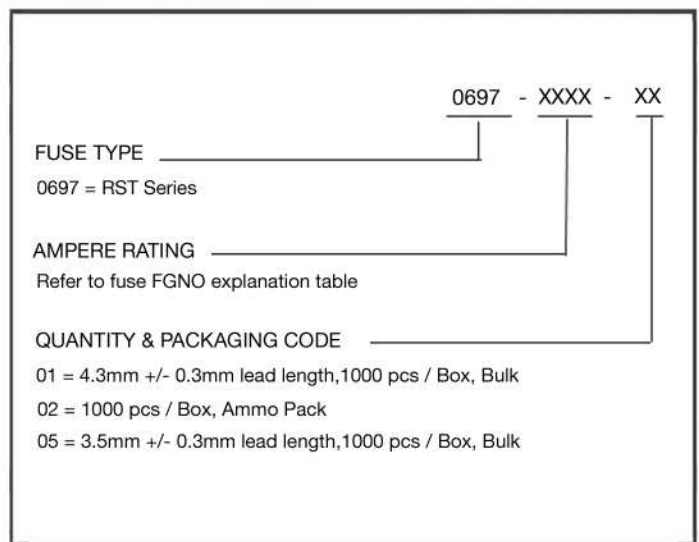 0697 - XXXX - XX
FUSE TYPE
0697 = RST Series
AMPERE RATING
Refer to fuse FGNO explanation table
QUANTITY & PACKAGING CODE
01 = 4.3mm +/- 0.3mm lead length,1000 pcs / Box, Bulk
02 = 1000 pcs / Box, Ammo Pack
05 = 3.5mm +/- 0.3mm lead length,1000 pcs / Box, Bulk